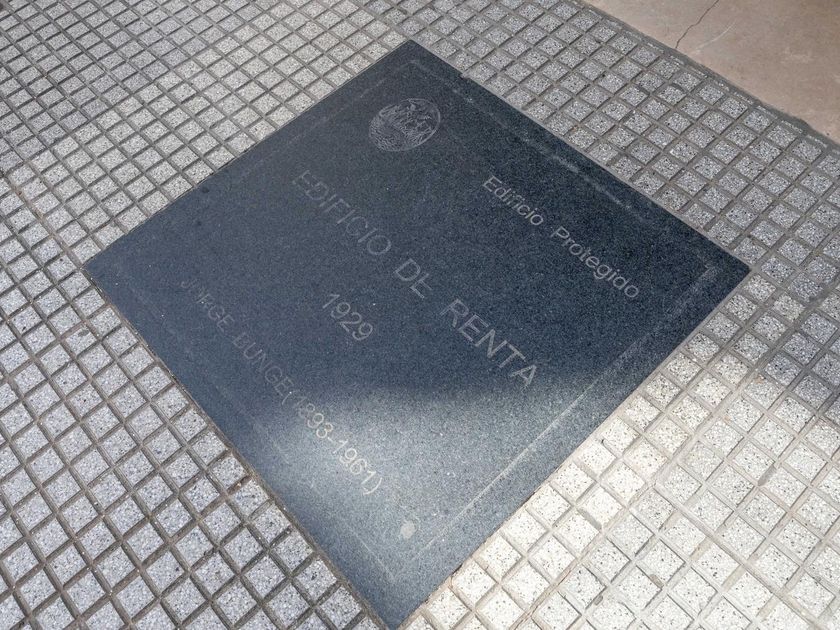 Edificio Protegido
EDIFICIO DE RENTA
1929
JORGE BUNGE(1893-1961)